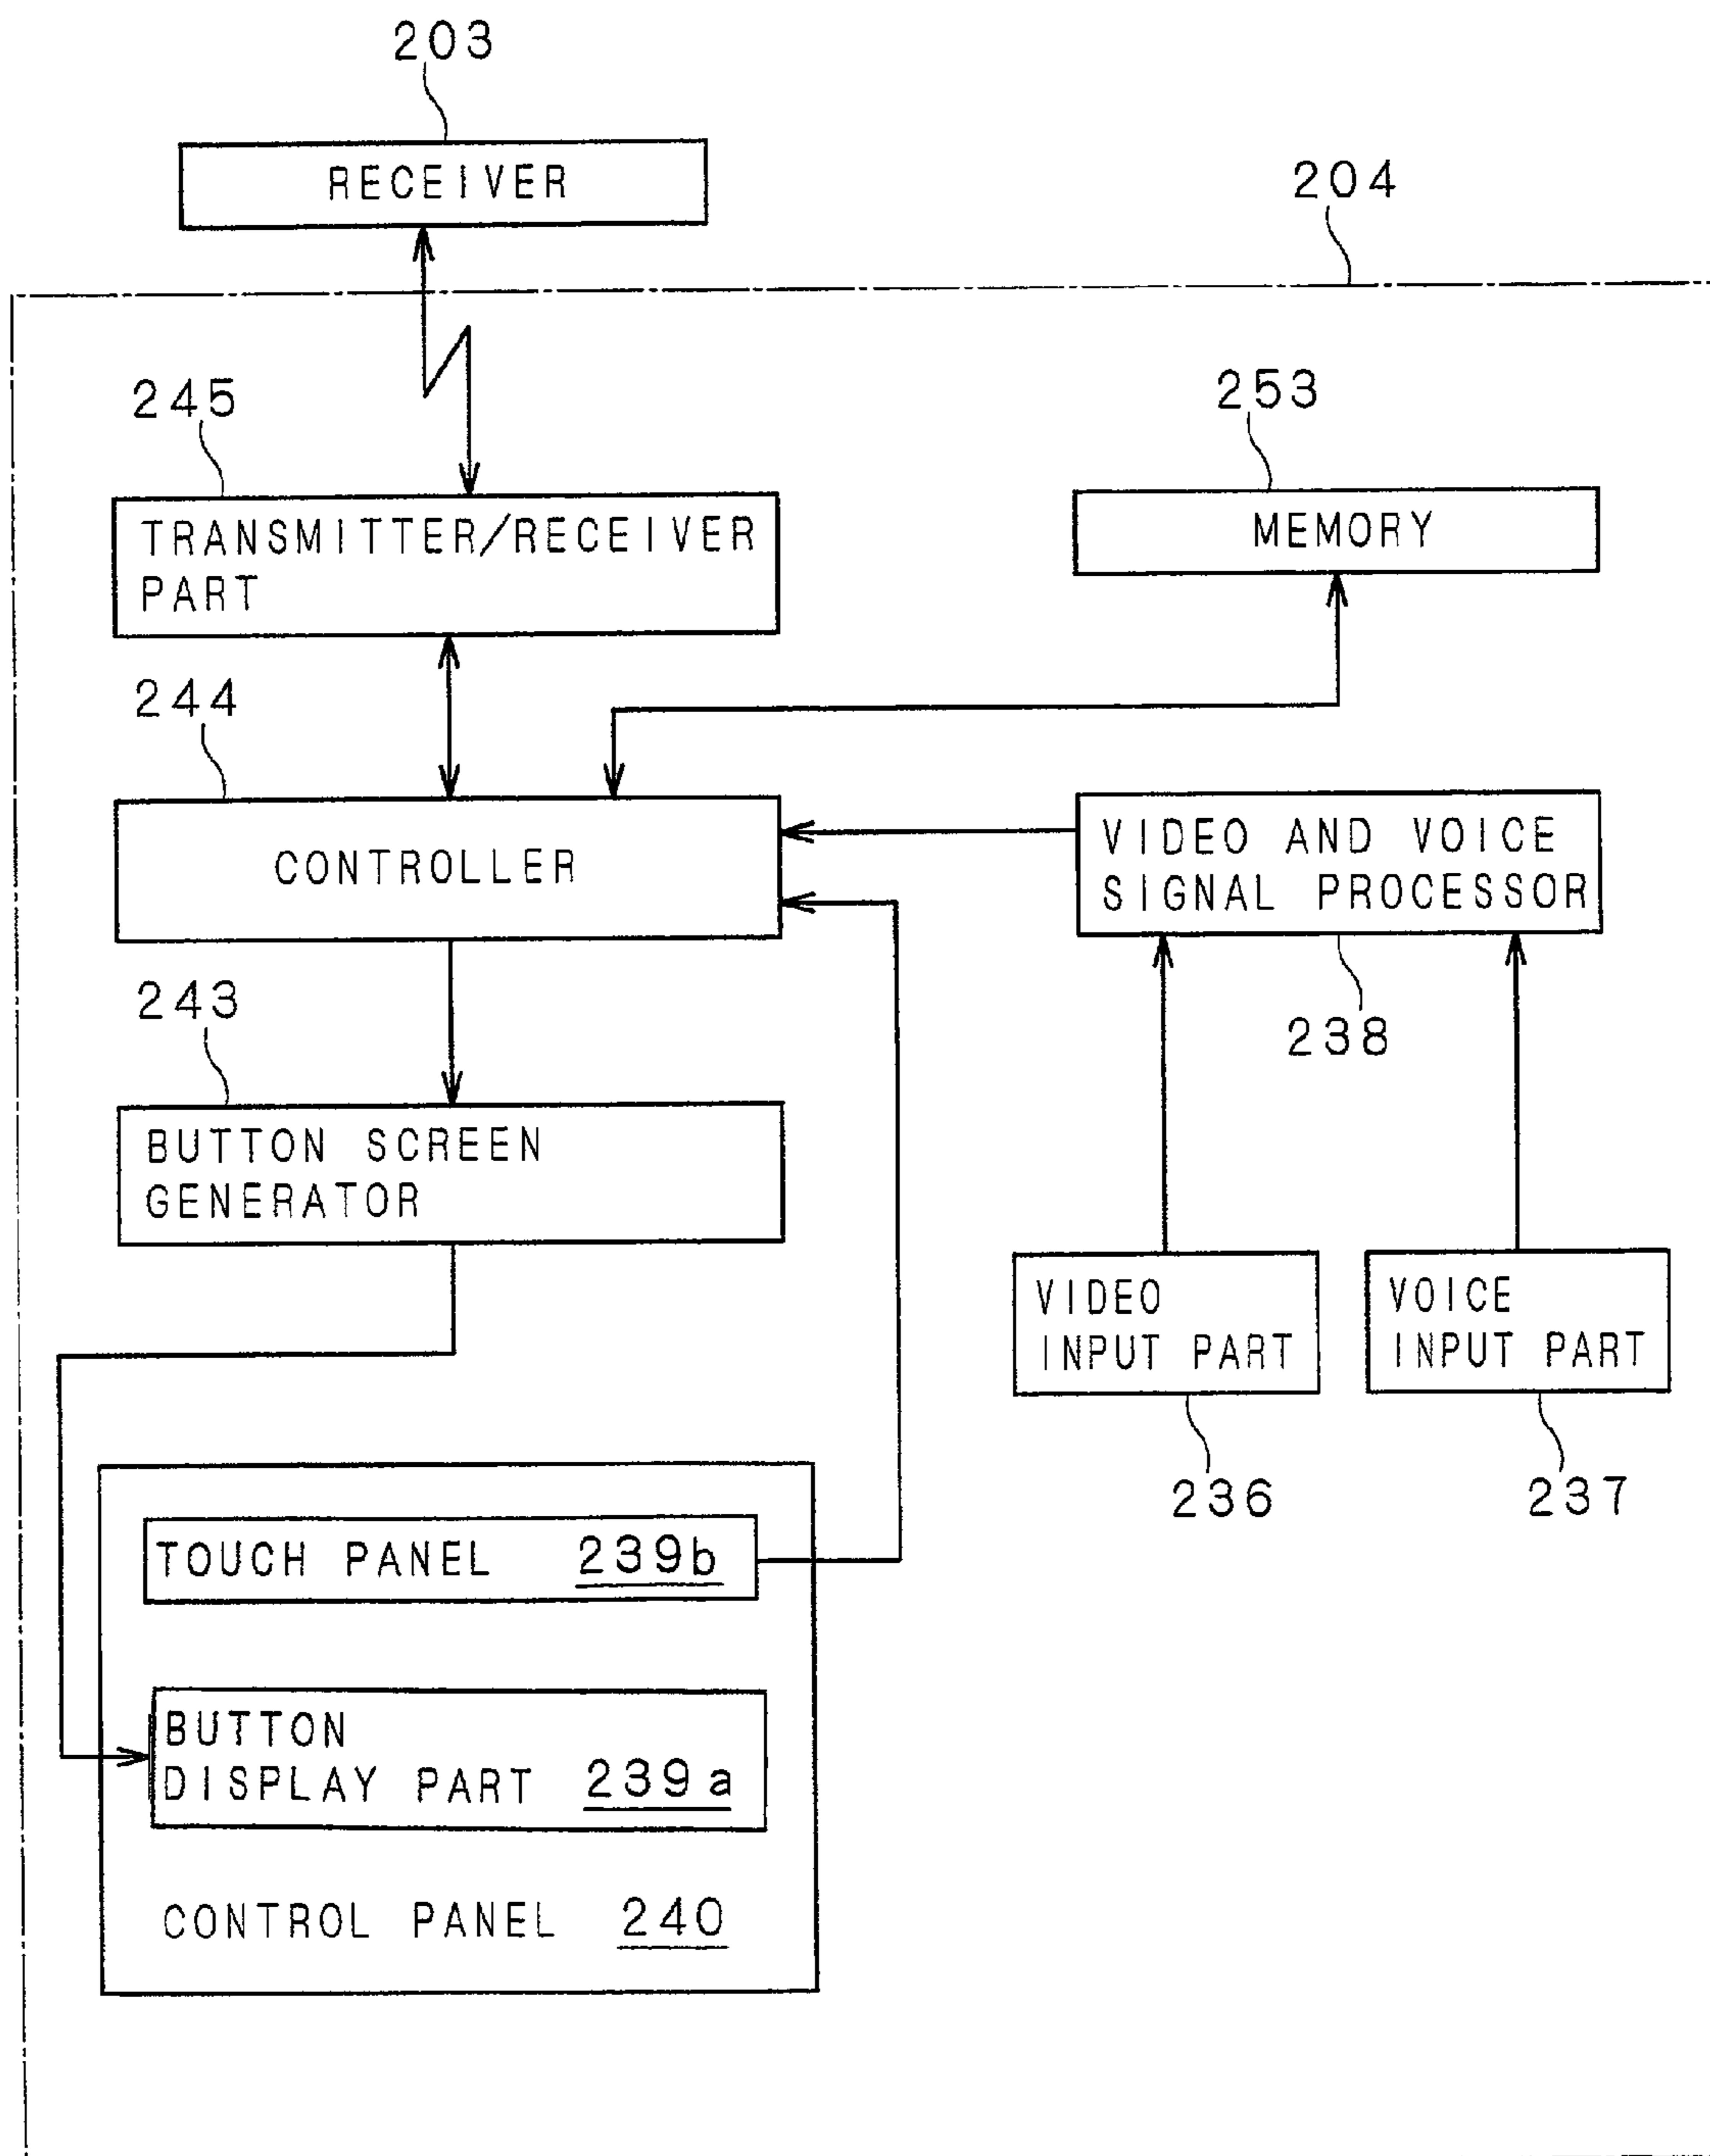 203
RECEIVER
204
245
TRANSMITTER/RECEIVER
PART
253
MEMORY
244
CONTROLLER
VIDEO AND VOICE
SIGNAL PROCESSOR
238
243
BUTTON SCREEN
GENERATOR
VIDEO
INPUT PART
236
VOICE
INPUT PART
237
TOUCH PANEL 239b
BUTTON
DISPLAY PART 239a
CONTROL PANEL 240